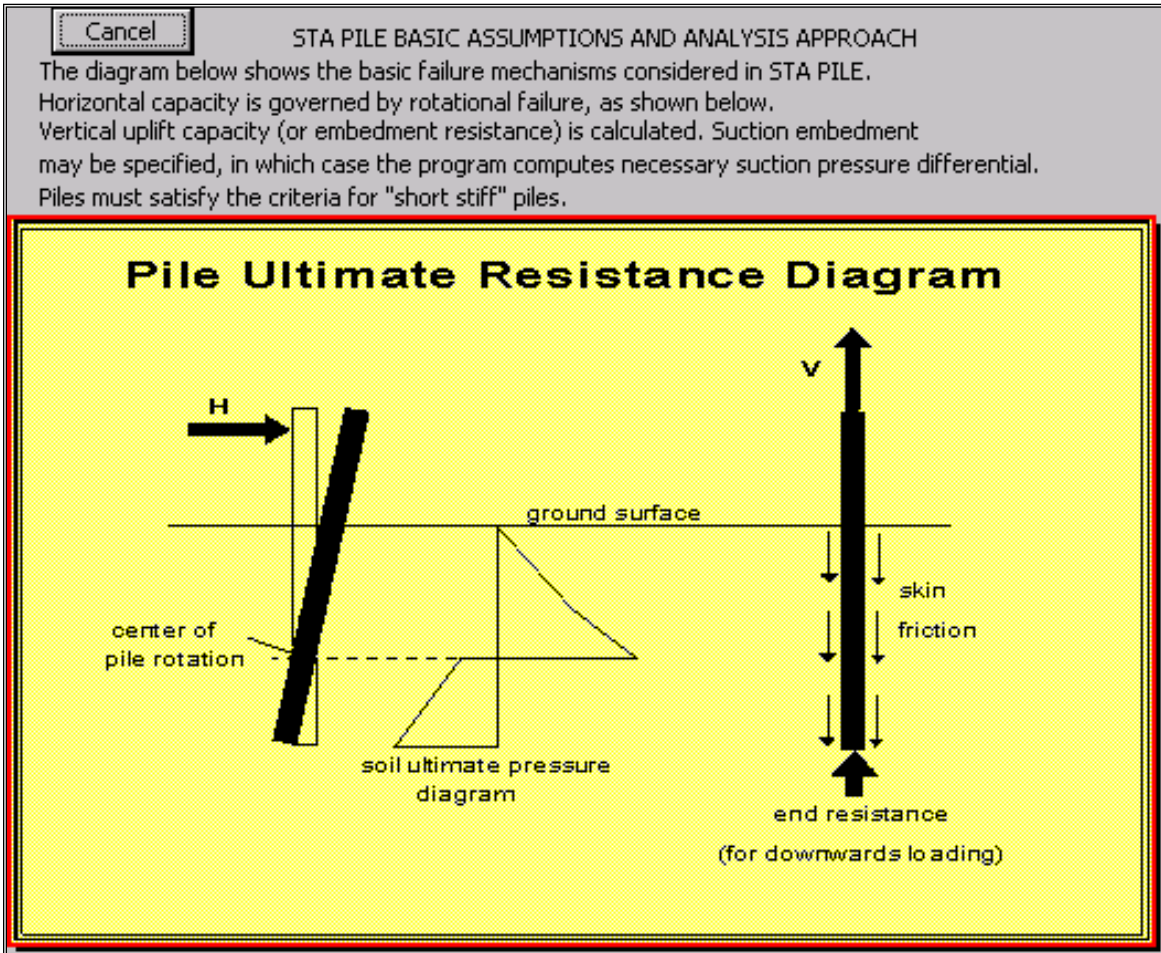 Cancel
STA PILE BASIC ASSUMPTIONS AND ANALYSIS APPROACH
The diagram below shows the basic failure mechanisms considered in STA PILE.
Horizontal capacity is governed by rotational failure, as shown below.
Vertical uplift capacity (or embedment resistance) is calculated. Suction embedment
may be specified, in which case the program computes necessary suction pressure differential.
Piles must satisfy the criteria for "short stiff" piles.
Pile Ultimate Resistance Diagram
V
H
ground surface
skin
friction
center of
pile rotation
soil ultimate pressure
diagram
end resistance
(for downwards loading)